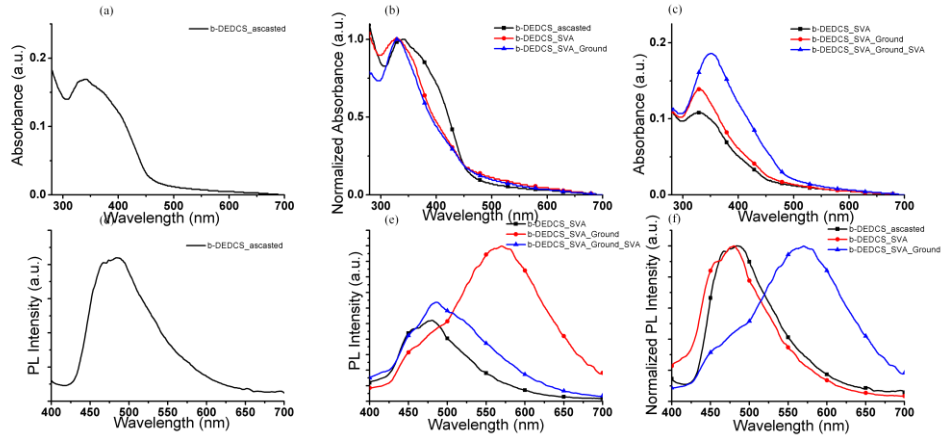 (a)
b-DEDCS_ascasted
0.2
0.1
0.0
Absorbance (a.u.)
300 400 500 600 700
Wavelength (nm)
(b)
b-DEDCS_ascasted
b-DEDCS_SVA
b-DEDCS_SVA_Ground
1.0
0.5
0.0
Normalized Absorbance (a.u.)
300 400 500 600 700
Wavelength (nm)
(c)
b-DEDCS_SVA
b-DEDCS_SVA_Ground
b-DEDCS_SVA_Ground_SVA
0.2
0.1
0.0
Absorbance (a.u.)
300 400 500 600 700
Wavelength (nm)
b-DEDCS_ascasted
PL Intensity (a.u.)
400 450 500 550 600 650 700
Wavelength (nm)
(e)
b-DEDCS_SVA
b-DEDCS_SVA_Ground
b-DEDCS_SVA_Ground_SVA
PL Intensity (a.u.)
400 450 500 550 600 650 700
Wavelength (nm)
(f)
b-DEDCS_ascasted
b-DEDCS_SVA
b-DEDCS_SVA_Ground
Normalized PL Intensity (a.u.)
400 450 500 550 600 650 700
Wavelength (nm)